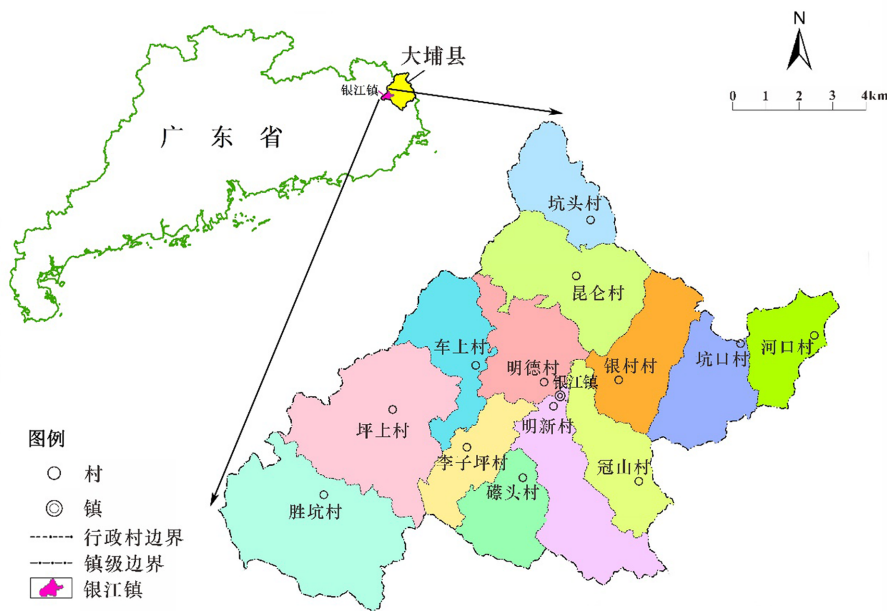 大埔县
银江镇
广东省
N
0 1 2 4km
坑头村
昆仑村
车上村
明德村
银村村
坑口村
河口村
银江镇
坪上村
明新村
李子坪村
冠山村
磜头村
胜坑村
图例
村
镇
行政村边界
镇级边界
银江镇